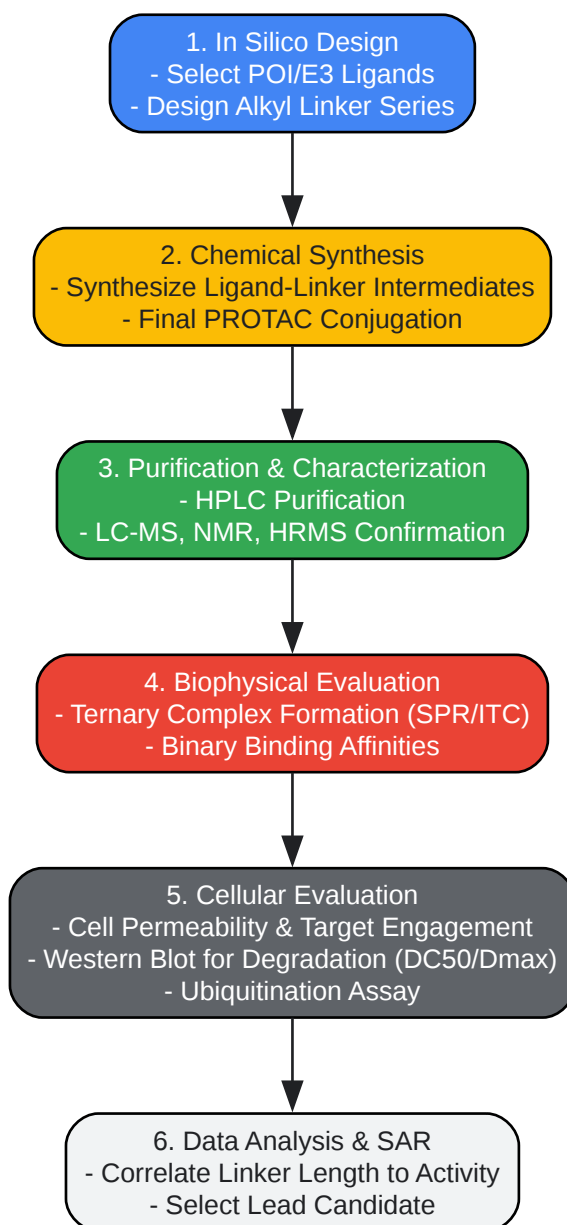 1. In Silico Design
- Select POI/E3 Ligands
- Design Alkyl Linker Series
2. Chemical Synthesis
- Synthesize Ligand-Linker Intermediates
- Final PROTAC Conjugation
3. Purification & Characterization
- HPLC Purification
- LC-MS, NMR, HRMS Confirmation
4. Biophysical Evaluation
- Ternary Complex Formation (SPR/ITC)
- Binary Binding Affinities
5. Cellular Evaluation
- Cell Permeability & Target Engagement
- Western Blot for Degradation (DC50/Dmax)
- Ubiquitination Assay
6. Data Analysis & SAR
- Correlate Linker Length to Activity
- Select Lead Candidate